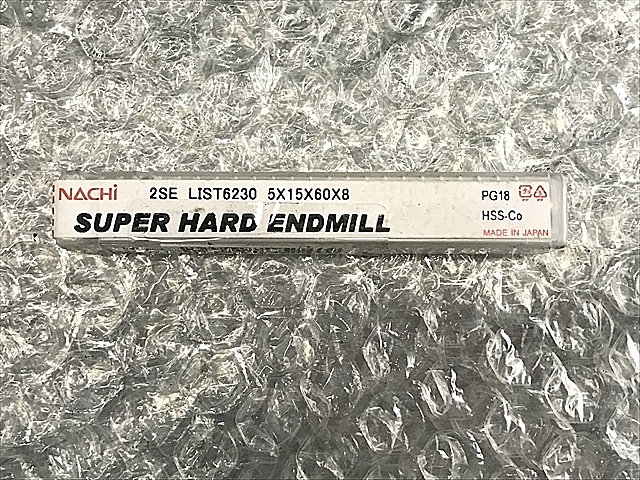 NACHi 2SE LIST6230 5X15X60X8 PG18
SUPER HARD ENDMILL HSS-Co
MADE IN JAPAN